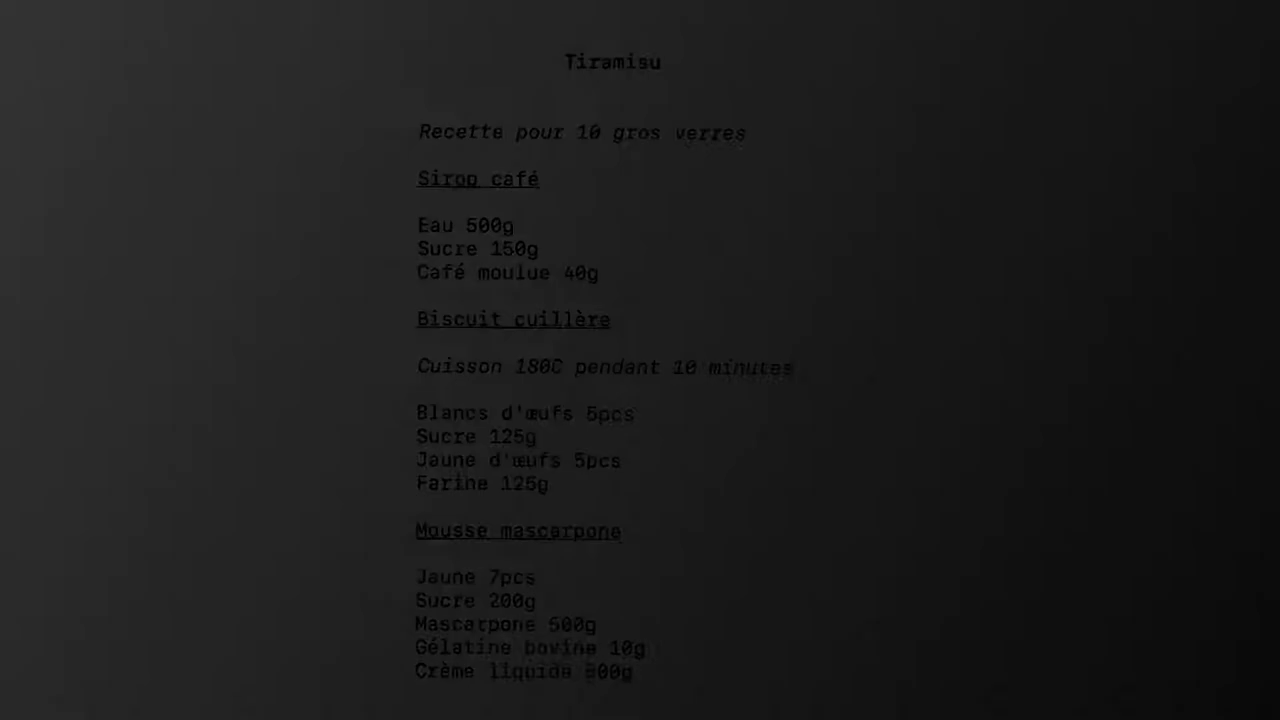 Tiramisu
Recette pour 10 gros verres
Sirop café
Eau 500g
Sucre 150g
Café moulue 40g
Biscuit cuillère
Cuisson 180C pendant 10 minutes
Blancs d'œufs 5pcs
Sucre 125g
Jaune d'œufs 5pcs
Farine 125g
Mousse mascarpone
Jaune 7pcs
Sucre 200g
Mascarpone 500g
Gélatine bovine 10g
Crème liquide